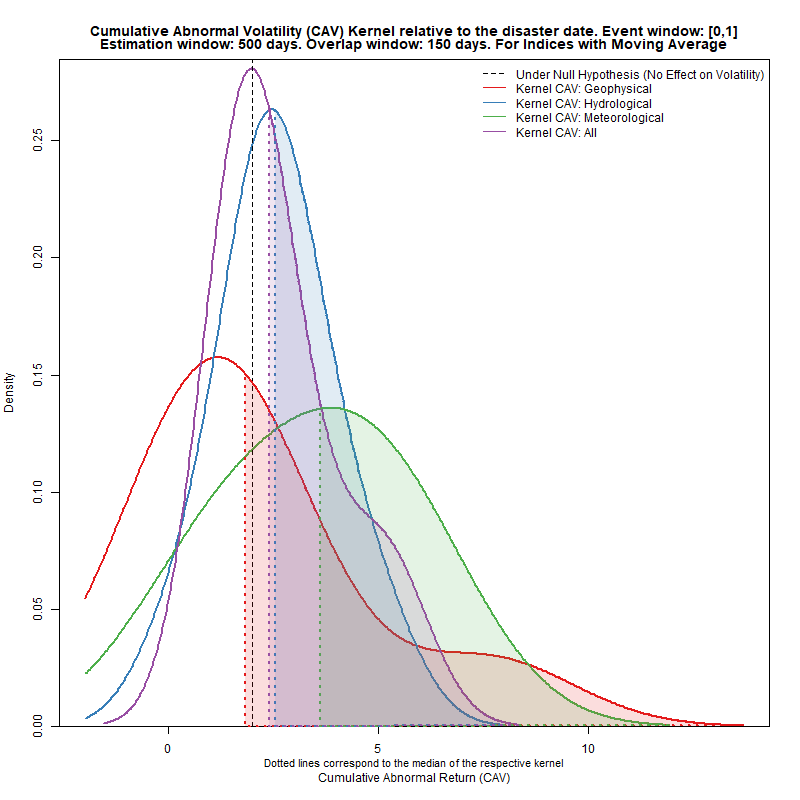 Cumulative Abnormal Volatility (CAV) Kernel relative to the disaster date. Event window: [0,1]
Estimation window: 500 days. Overlap window: 150 days. For Indices with Moving Average
Under Null Hypothesis (No Effect on Volatility)
Kernel CAV: Geophysical
Kernel CAV: Hydrological
Kernel CAV: Meteorological
Kernel CAV: All
0.25
0.20
0.15
0.10
0.05
0.00
Density
0 5 10
Dotted lines correspond to the median of the respective kernel
Cumulative Abnormal Return (CAV)